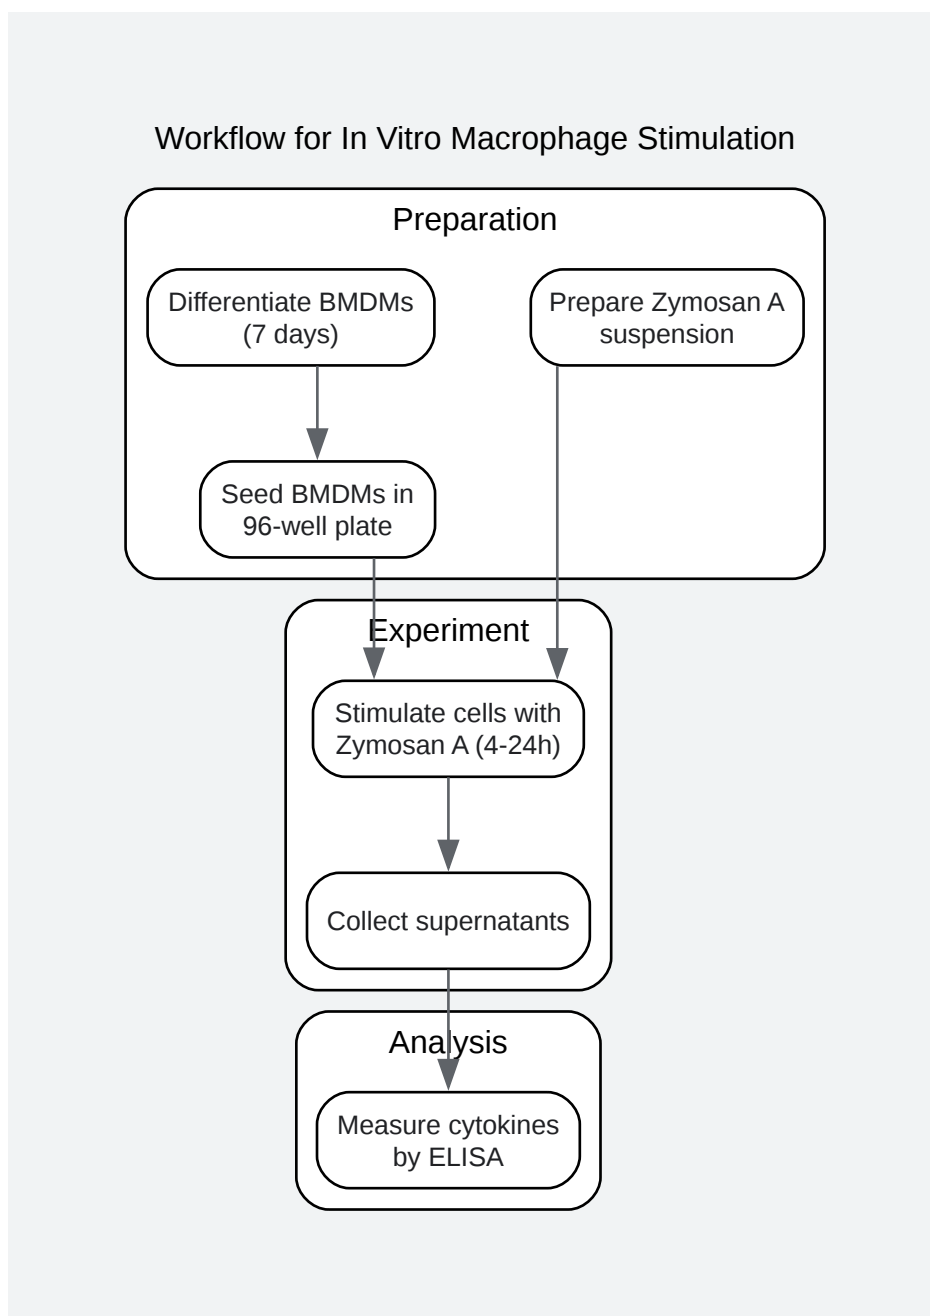 Workflow for In Vitro Macrophage Stimulation
Preparation
Differentiate BMDMs
(7 days)
Prepare Zymosan A
suspension
Seed BMDMs in
96-well plate
Experiment
Stimulate cells with
Zymosan A (4-24h)
Collect supernatants
Analysis
Measure cytokines
by ELISA